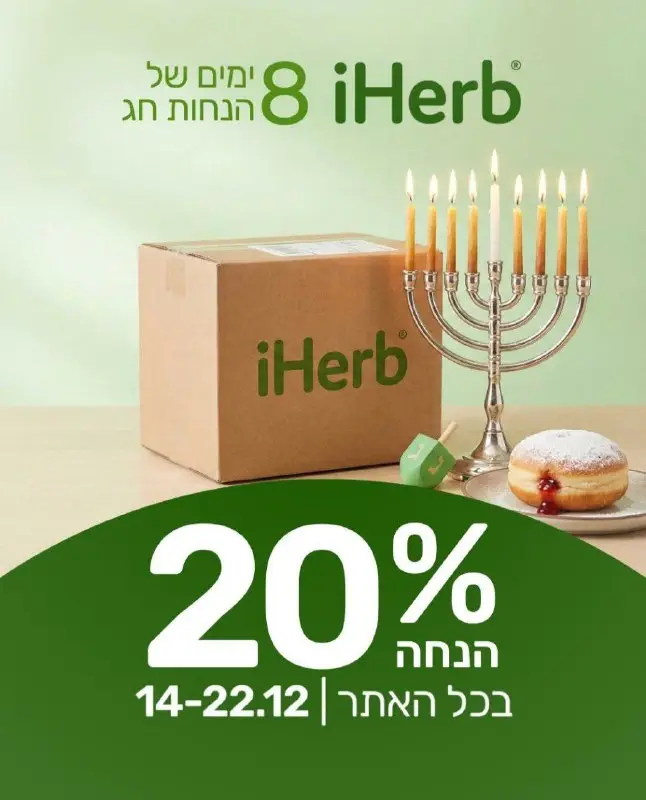 iHerb®
8 ימים של
הנחות חג
iHerb®
20%
הנחה
בכל האתר | 14-22.12